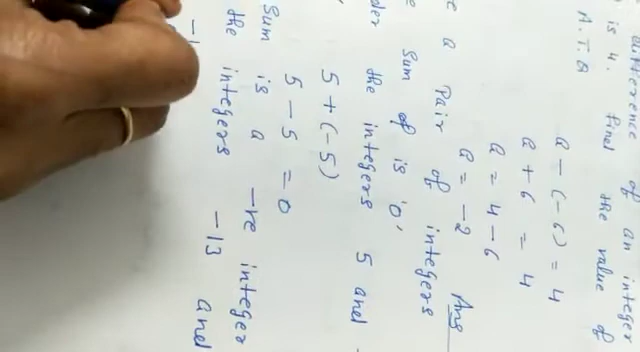 difference of an integer
is 4. find the value of
A.T.Q
a - (-6) = 4
a + 6 = 4
a = 4 - 6
a = -2 Ans
a Pair of integers
Sum of is '0'
the integers 5 and -
5 + (-5)
5 - 5 = 0
Sum is a -ve integer
the integers -13 and